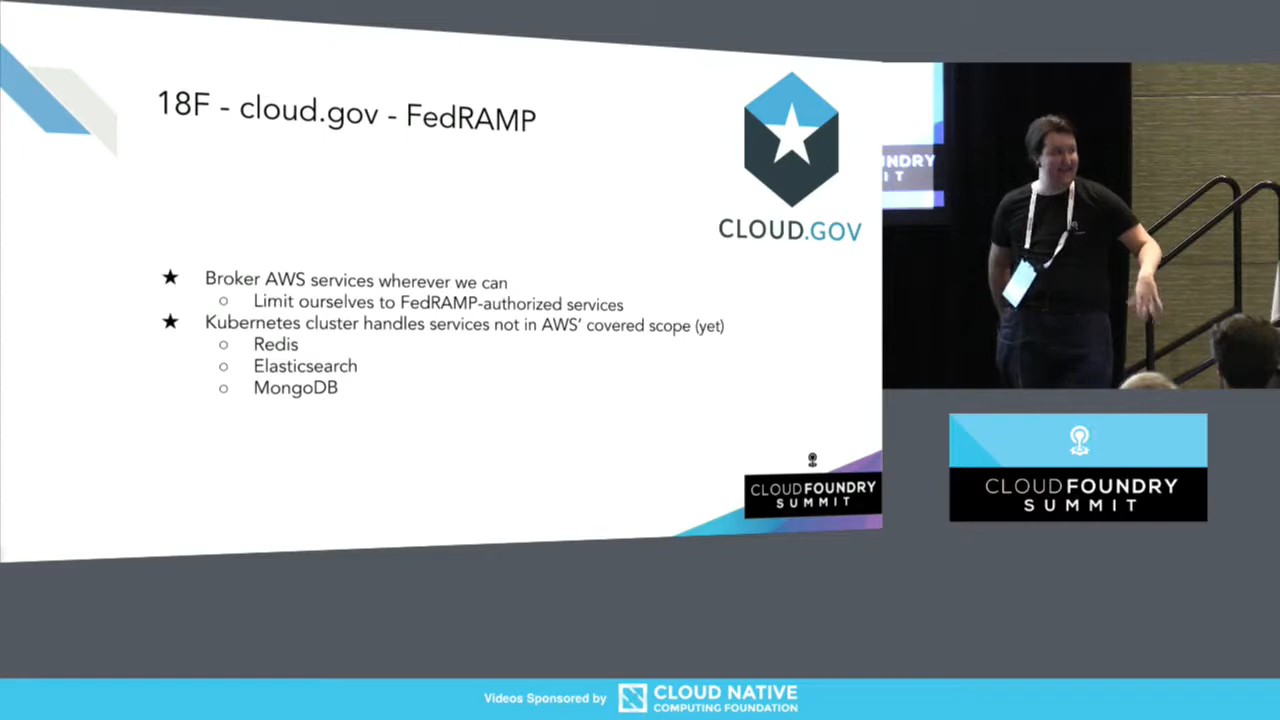 18F - cloud.gov - FedRAMP
CLOUD.GOV
★ Broker AWS services wherever we can
○ Limit ourselves to FedRAMP-authorized services
★ Kubernetes cluster handles services not in AWS’ covered scope (yet)
○ Redis
○ Elasticsearch
○ MongoDB
CLOUDFOUNDRY
SUMMIT
UNDRY
I T
CLOUDFOUNDRY
SUMMIT
Videos Sponsored by
CLOUD NATIVE
COMPUTING FOUNDATION